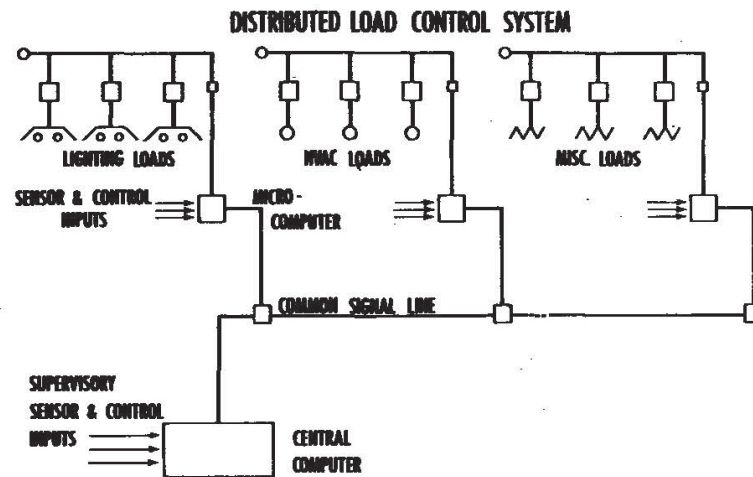 DISTRIBUTED LOAD CONTROL SYSTEM
LIGHTING LOADS
HVAC LOADS
MISC. LOADS
SENSOR & CONTROL
INPUTS
MICRO-
COMPUTER
COMMON SIGNAL LINE
SUPERVISORY
SENSOR & CONTROL
INPUTS
CENTRAL
COMPUTER